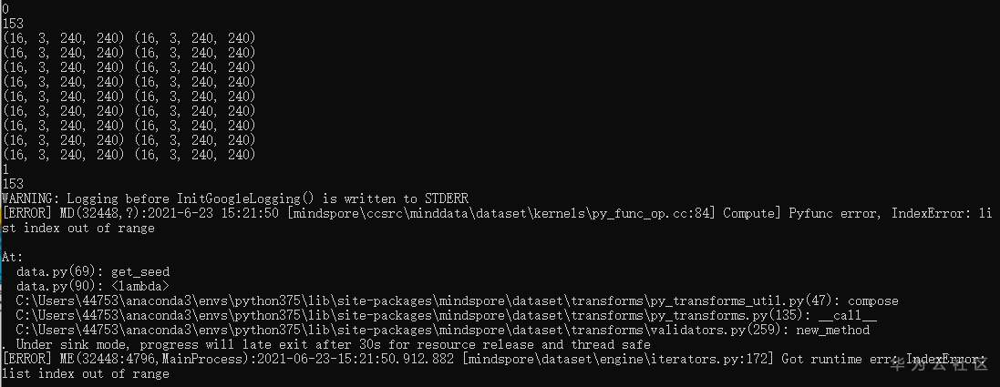 0
153
(16, 3, 240, 240) (16, 3, 240, 240)
(16, 3, 240, 240) (16, 3, 240, 240)
(16, 3, 240, 240) (16, 3, 240, 240)
(16, 3, 240, 240) (16, 3, 240, 240)
(16, 3, 240, 240) (16, 3, 240, 240)
(16, 3, 240, 240) (16, 3, 240, 240)
(16, 3, 240, 240) (16, 3, 240, 240)
(16, 3, 240, 240) (16, 3, 240, 240)
(16, 3, 240, 240) (16, 3, 240, 240)
1
153
WARNING: Logging before InitGoogleLogging() is written to STDERR
[ERROR] MD(32448,?):2021-6-23 15:21:50 [mindspore\ccsrc\minddata\dataset\kernels\py_func_op.cc:84] Compute] Pyfunc error, IndexError: li
st index out of range
At:
data.py(69): get_seed
data.py(90): <lambda>
C:\Users\44753\anaconda3\envs\python375\lib\site-packages\mindspore\dataset\transforms\py_transforms_util.py(47): compose
C:\Users\44753\anaconda3\envs\python375\lib\site-packages\mindspore\dataset\transforms\py_transforms.py(135): __call__
C:\Users\44753\anaconda3\envs\python375\lib\site-packages\mindspore\dataset\transforms\validators.py(259): new_method
. Under sink mode, progress will late exit after 30s for resource release and thread safe
[ERROR] ME(32448:4796,MainProcess):2021-06-23-15:21:50.912.882 [mindspore\dataset\engine\iterators.py:172] Got runtime err: IndexError:
list index out of range
华为云社区